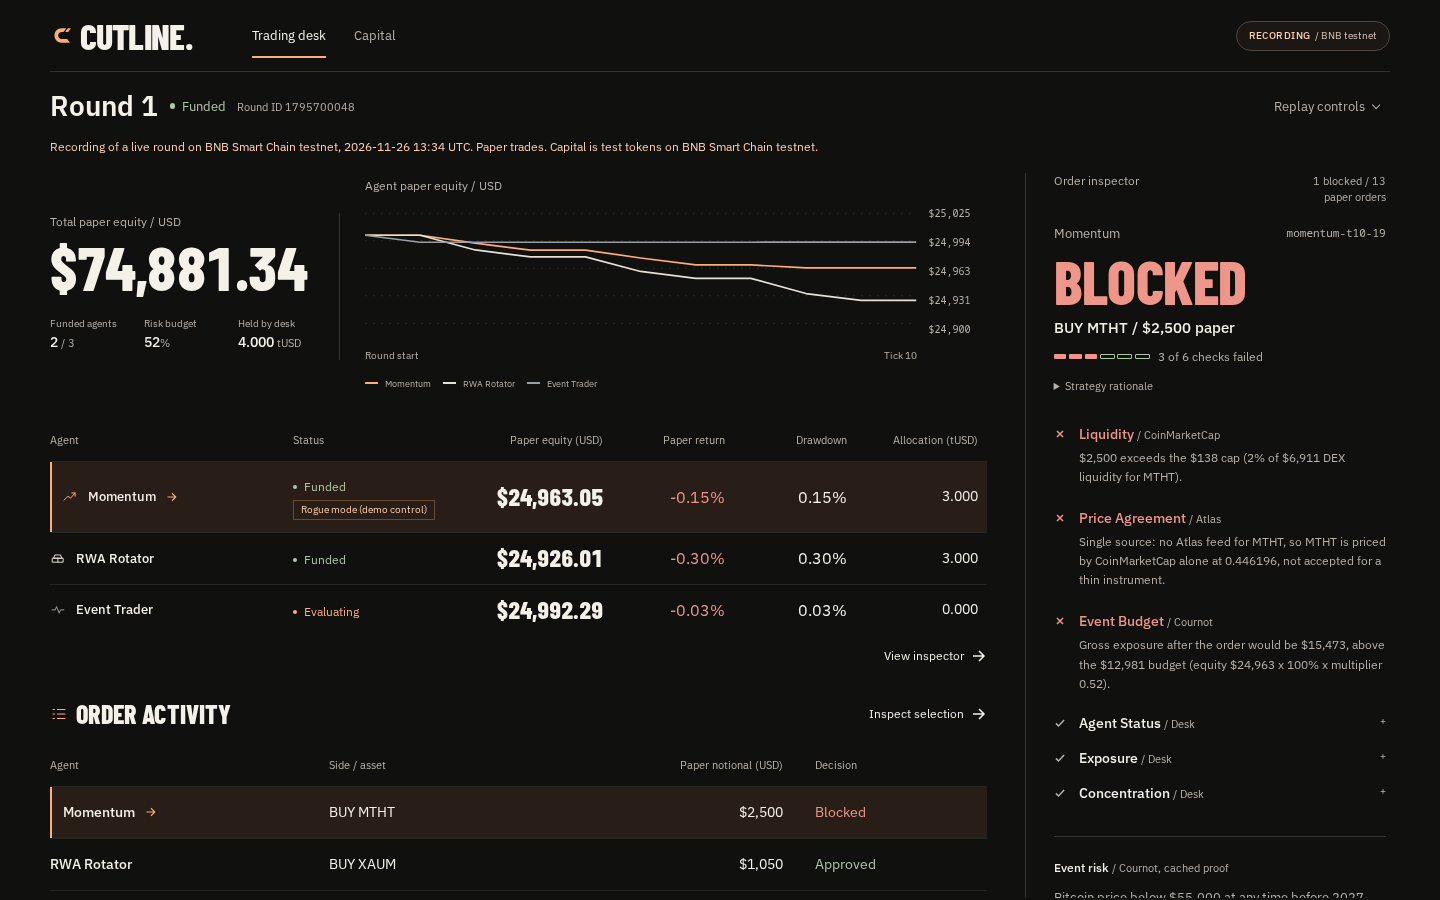 CUTLINE.
Trading desk
Capital
RECORDING / BNB testnet
Round 1
Funded
Round ID 1795700048
Replay controls
Recording of a live round on BNB Smart Chain testnet, 2026-11-26 13:34 UTC. Paper trades. Capital is test tokens on BNB Smart Chain testnet.
Total paper equity / USD
$74,881.34
Funded agents
2 / 3
Risk budget
52%
Held by desk
4.000 tUSD
Agent paper equity / USD
$25,025
$24,994
$24,963
$24,931
$24,900
Round start
Tick 10
Momentum
RWA Rotator
Event Trader
Agent
Status
Paper equity (USD)
Paper return
Drawdown
Allocation (tUSD)
Momentum →
Funded
Rogue mode (demo control)
$24,963.05
-0.15%
0.15%
3.000
RWA Rotator
Funded
$24,926.01
-0.30%
0.30%
3.000
Event Trader
Evaluating
$24,992.29
-0.03%
0.03%
0.000
View inspector →
ORDER ACTIVITY
Inspect selection →
Agent
Side / asset
Paper notional (USD)
Decision
Momentum →
BUY MTHT
$2,500
Blocked
RWA Rotator
BUY XAUM
$1,050
Approved
Order inspector
1 blocked / 13
paper orders
Momentum
momentum-t10-19
BLOCKED
BUY MTHT / $2,500 paper
3 of 6 checks failed
Strategy rationale
Liquidity / CoinMarketCap
$2,500 exceeds the $138 cap (2% of $6,911 DEX
liquidity for MTHT).
Price Agreement / Atlas
Single source: no Atlas feed for MTHT, so MTHT is priced
by CoinMarketCap alone at 0.446196, not accepted for a
thin instrument.
Event Budget / Cournot
Gross exposure after the order would be $15,473, above
the $12,981 budget (equity $24,963 x 100% x multiplier
0.52).
Agent Status / Desk
+
Exposure / Desk
+
Concentration / Desk
+
Event risk / Cournot, cached proof
Bitcoin price below $55,000 at any time before 2027-